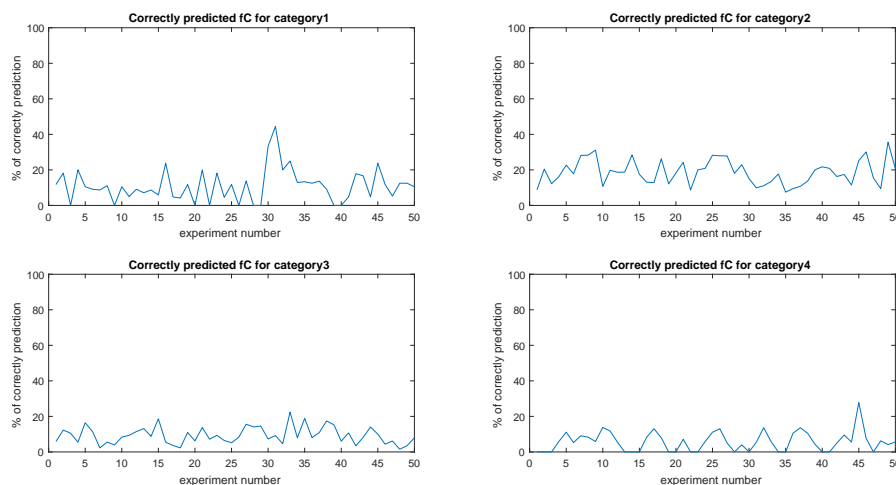 Correctly predicted fC for category1
100
80
60
40
20
0
% of correctly prediction
0 5 10 15 20 25 30 35 40 45 50
experiment number
Correctly predicted fC for category2
100
80
60
40
20
0
% of correctly prediction
0 5 10 15 20 25 30 35 40 45 50
experiment number
Correctly predicted fC for category3
100
80
60
40
20
0
% of correctly prediction
0 5 10 15 20 25 30 35 40 45 50
experiment number
Correctly predicted fC for category4
100
80
60
40
20
0
% of correctly prediction
0 5 10 15 20 25 30 35 40 45 50
experiment number